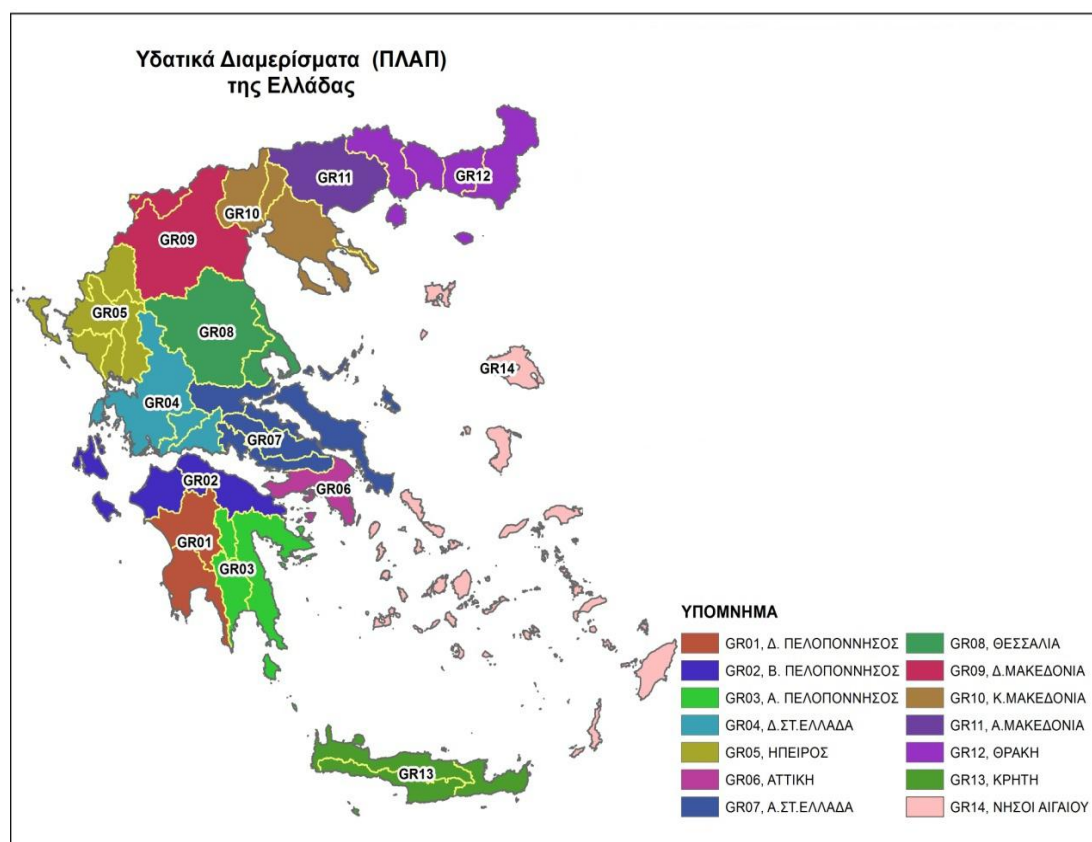 Υδατικά Διαμερίσματα (ΠΛΑΠ)
της Ελλάδας
GR11
GR12
GR10
GR09
GR05
GR08
GR14
GR04
GR07
GR02
GR06
GR01
GR03
GR13
ΥΠΟΜΝΗΜΑ
GR01, Δ. ΠΕΛΟΠΟΝΝΗΣΟΣ
GR02, Β. ΠΕΛΟΠΟΝΝΗΣΟΣ
GR03, Α. ΠΕΛΟΠΟΝΝΗΣΟΣ
GR04, Δ.ΣΤ.ΕΛΛΑΔΑ
GR05, ΗΠΕΙΡΟΣ
GR06, ΑΤΤΙΚΗ
GR07, Α.ΣΤ.ΕΛΛΑΔΑ
GR08, ΘΕΣΣΑΛΙΑ
GR09, Δ.ΜΑΚΕΔΟΝΙΑ
GR10, Κ.ΜΑΚΕΔΟΝΙΑ
GR11, Α.ΜΑΚΕΔΟΝΙΑ
GR12, ΘΡΑΚΗ
GR13, ΚΡΗΤΗ
GR14, ΝΗΣΟΙ ΑΙΓΑΙΟΥ